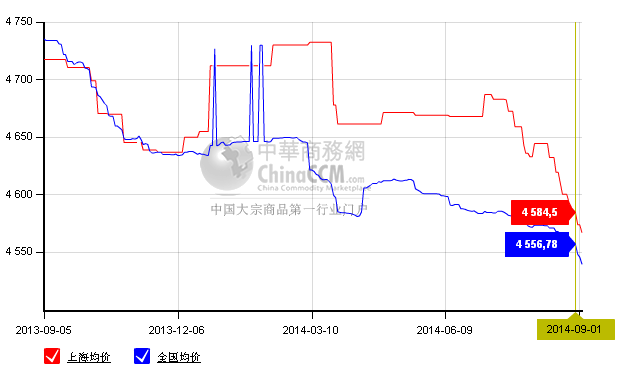 4 750
4 700
4 650
4 600
4 550
中華商務網
ChinaCCM.com
China Commodity Marketplace
中国大宗商品第一行业门户
4 584,5
4 556,78
2013-09-05
2013-12-06
2014-03-10
2014-06-09
2014-09-01
上海均价
全国均价